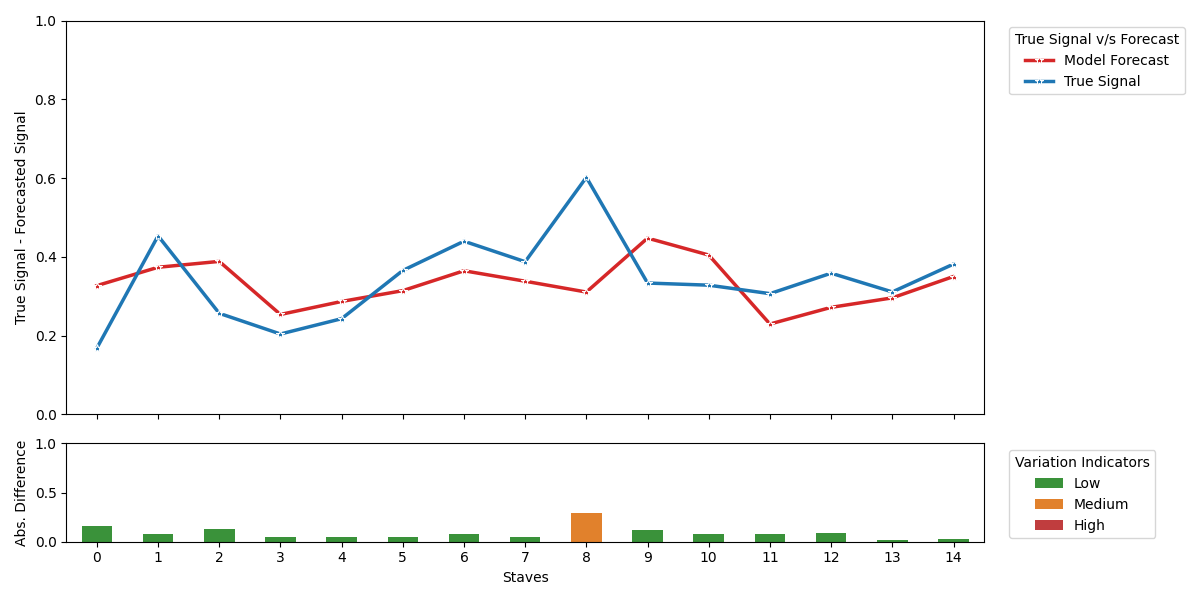 True Signal - Forecasted Signal
1.0
0.8
0.6
0.4
0.2
0.0
True Signal v/s Forecast
Model Forecast
True Signal
Abs. Difference
1.0
0.5
0.0
0 1 2 3 4 5 6 7 8 9 10 11 12 13 14
Staves
Variation Indicators
Low
Medium
High